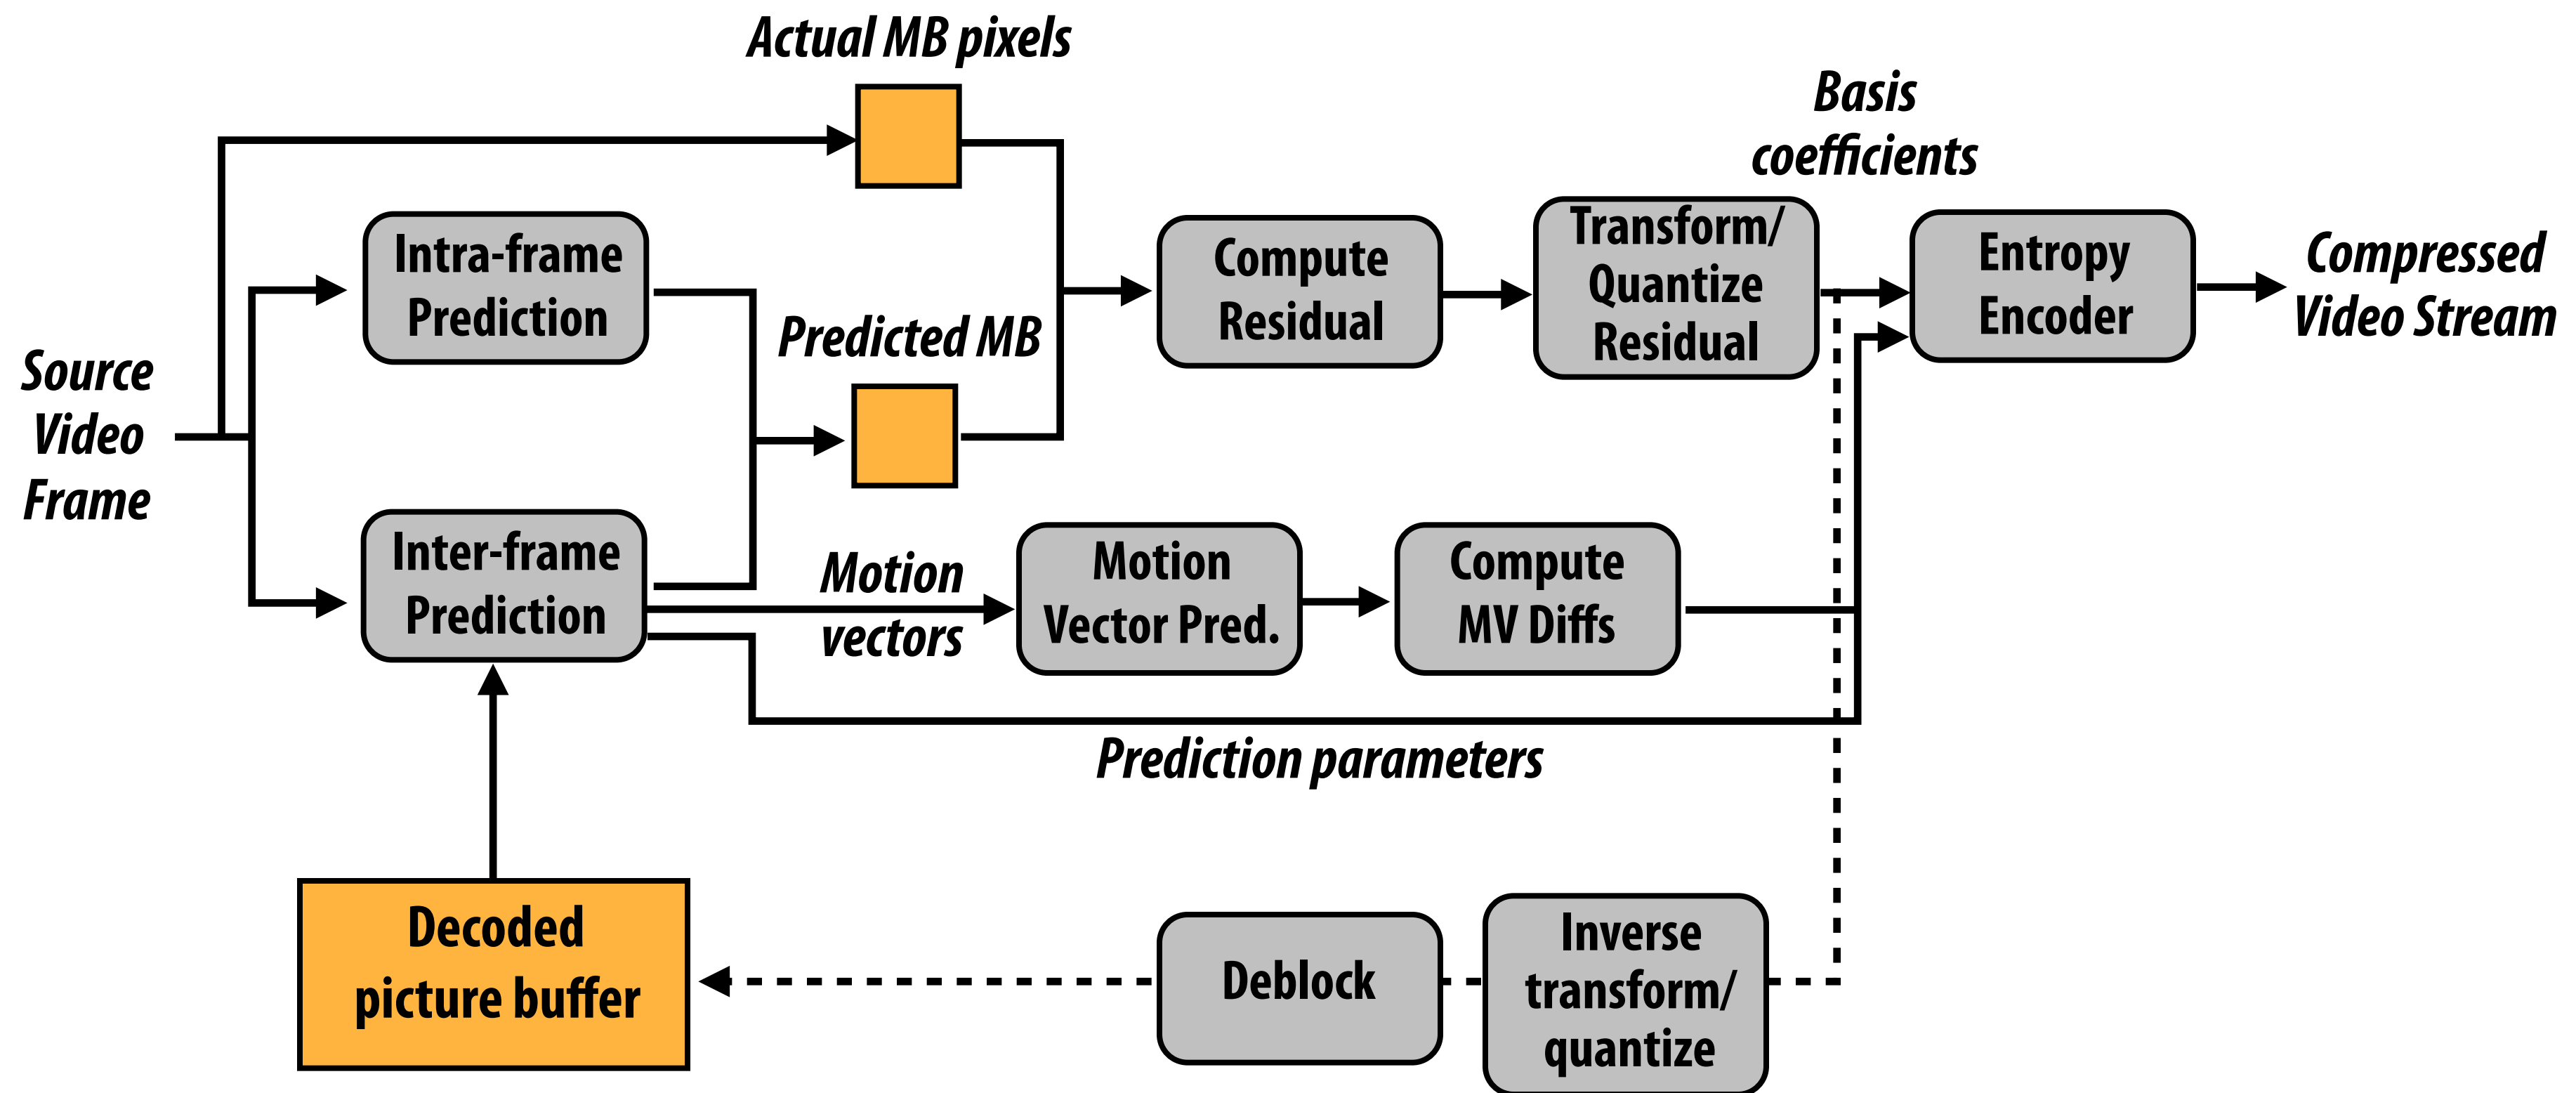 Actual MB pixels
Basis
coefficients
Intra-frame
Prediction
Compute
Residual
Transform/
Quantize
Residual
Entropy
Encoder
Compressed
Video Stream
Predicted MB
Source
Video
Frame
Inter-frame
Prediction
Motion
vectors
Motion
Vector Pred.
Compute
MV Diffs
Prediction parameters
Decoded
picture buffer
Deblock
Inverse
transform/
quantize